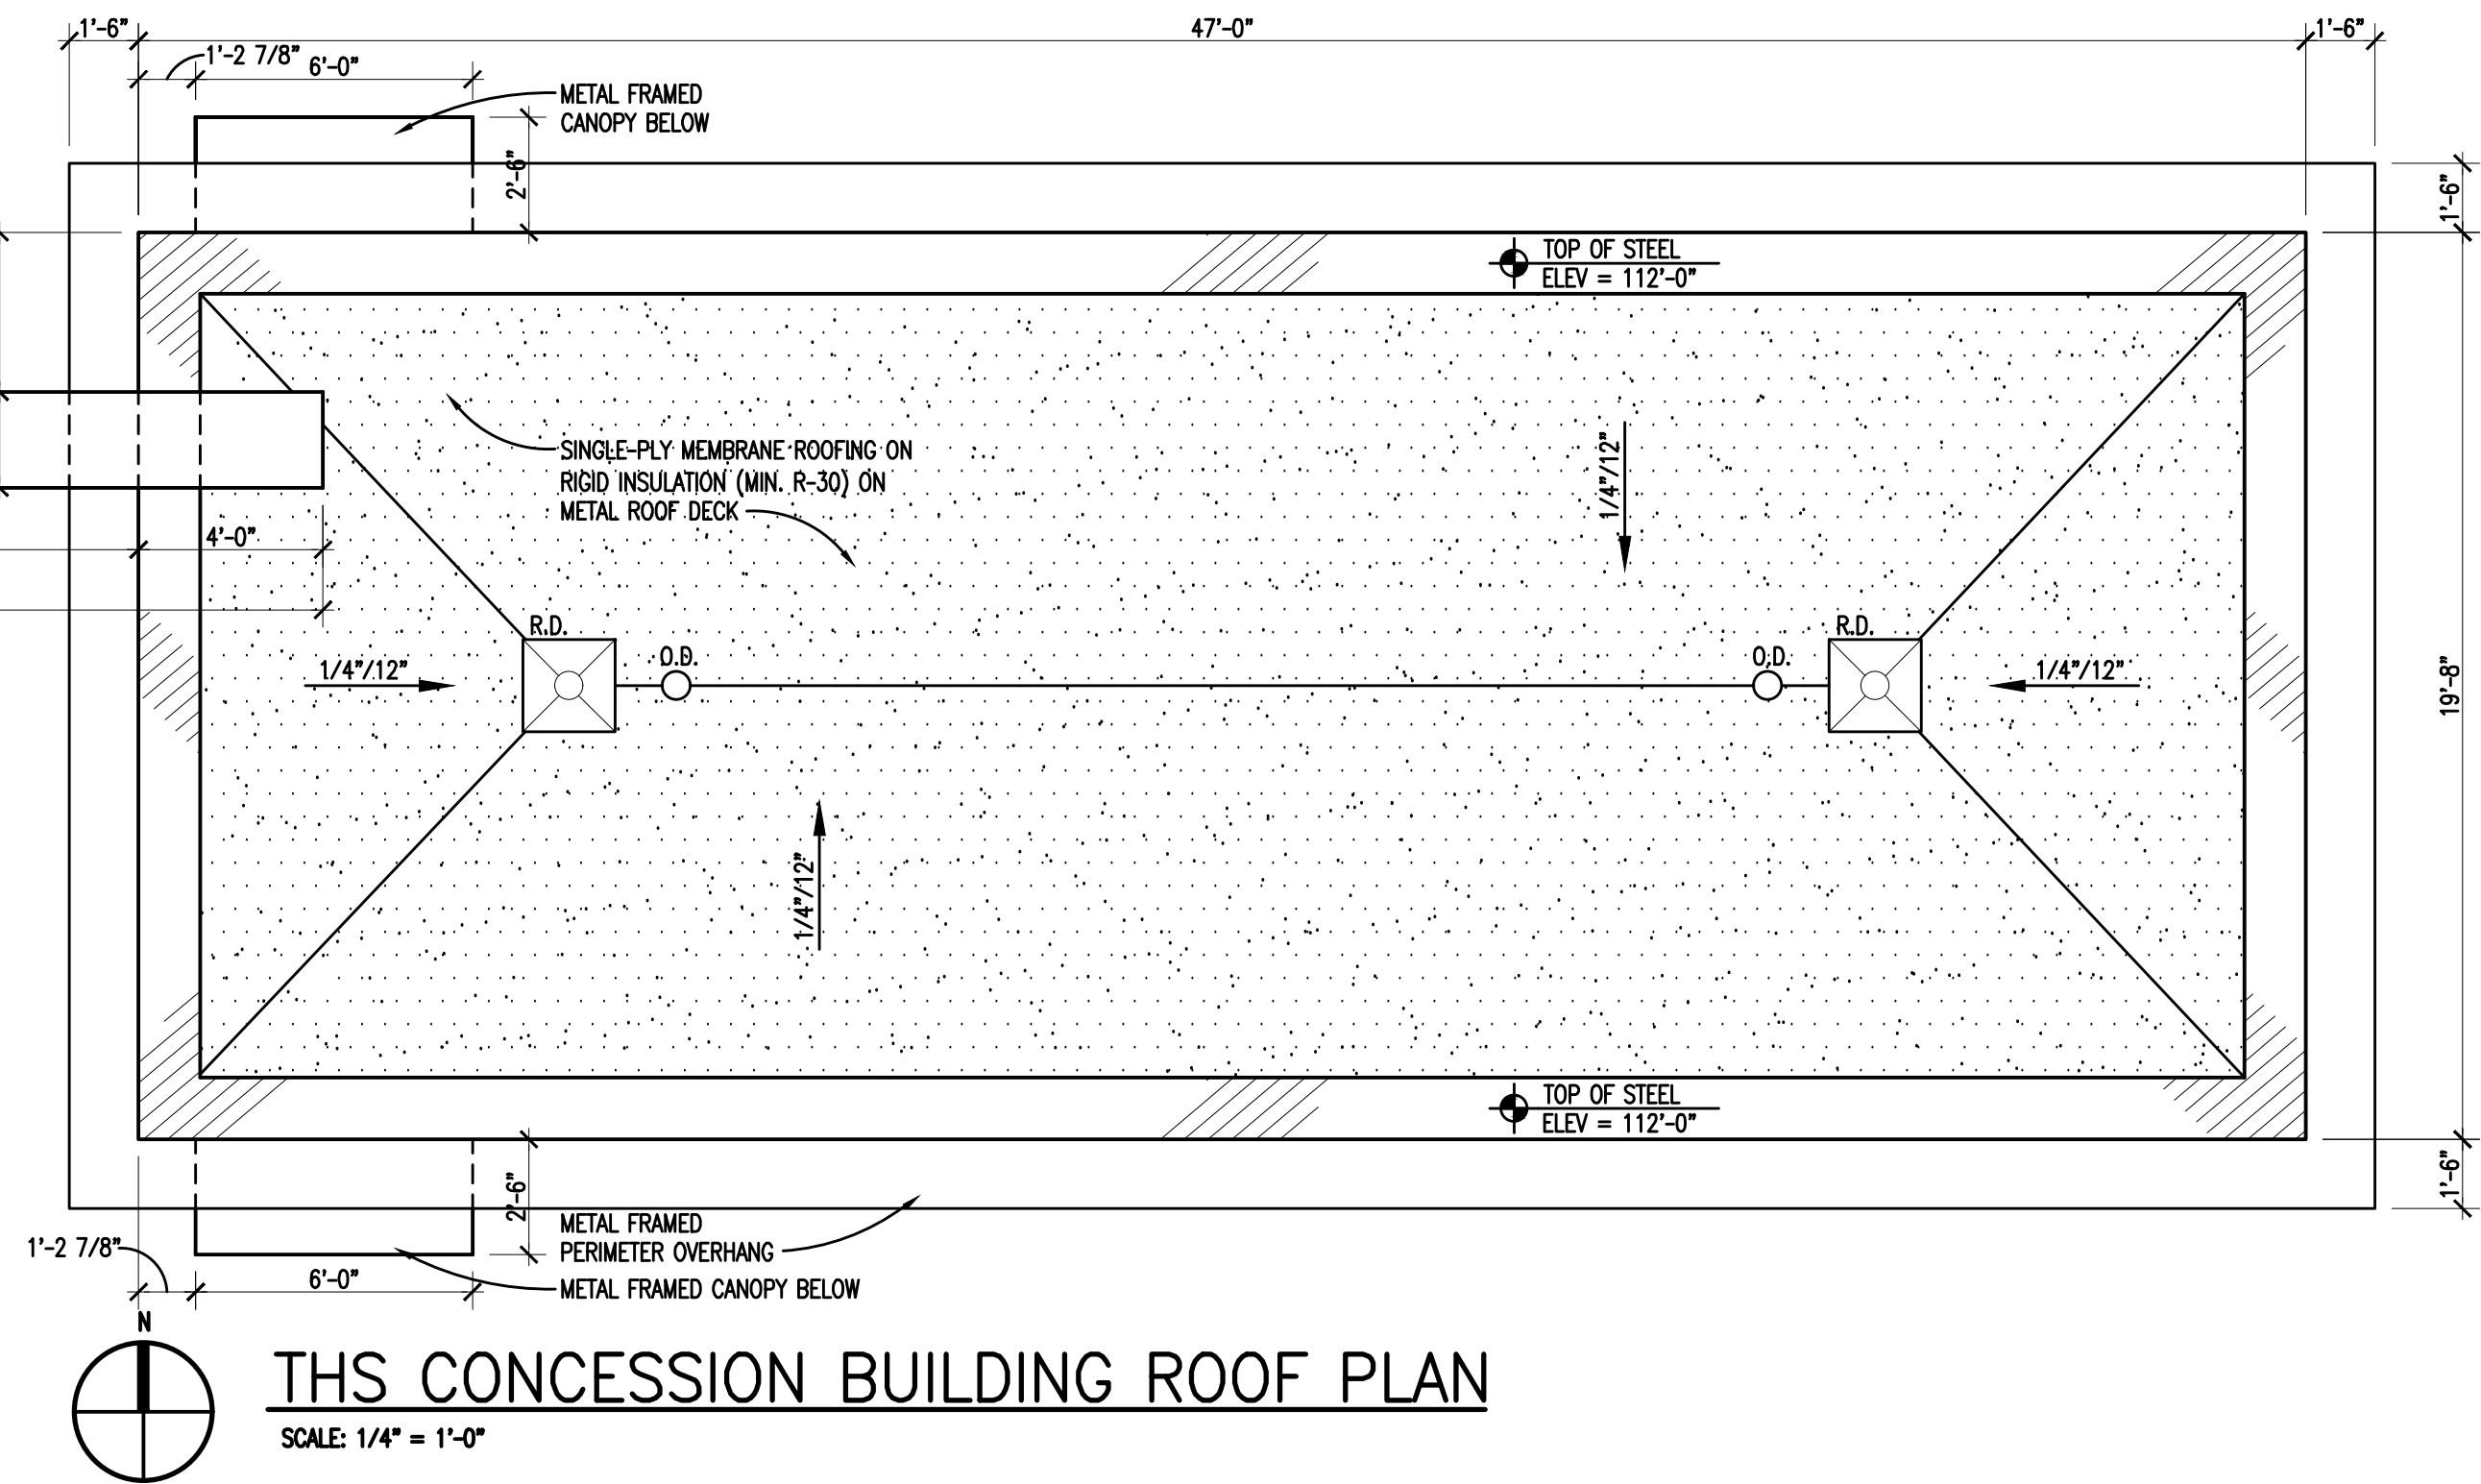 1'-6"
47'-0"
1'-6"
1'-2 7/8"
6'-0"
METAL FRAMED
CANOPY BELOW
2'-6"
1'-6"
TOP OF STEEL
ELEV = 112'-0"
SINGLE-PLY MEMBRANE ROOFING ON
RIGID INSULATION (MIN. R-30) ON
METAL ROOF DECK
1/4"/12"
4'-0"
R.D.
O.D.
1/4"/12"
O.D.
R.D.
1/4"/12"
19'-8"
1/4"/12"
TOP OF STEEL
ELEV = 112'-0"
2'-6"
1'-6"
METAL FRAMED
PERIMETER OVERHANG
1'-2 7/8"
6'-0"
METAL FRAMED CANOPY BELOW
N
THS CONCESSION BUILDING ROOF PLAN
SCALE: 1/4" = 1'-0"